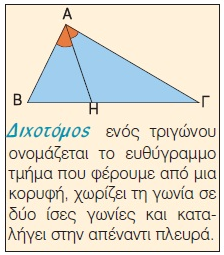 Α
Β
Η
Γ
Διχοτόμος ενός τριγώνου
ονομάζεται το ευθύγραμμο
τμήμα που φέρουμε από μια
κορυφή, χωρίζει τη γωνία σε
δύο ίσες γωνίες και κατα-
λήγει στην απέναντι πλευρά.